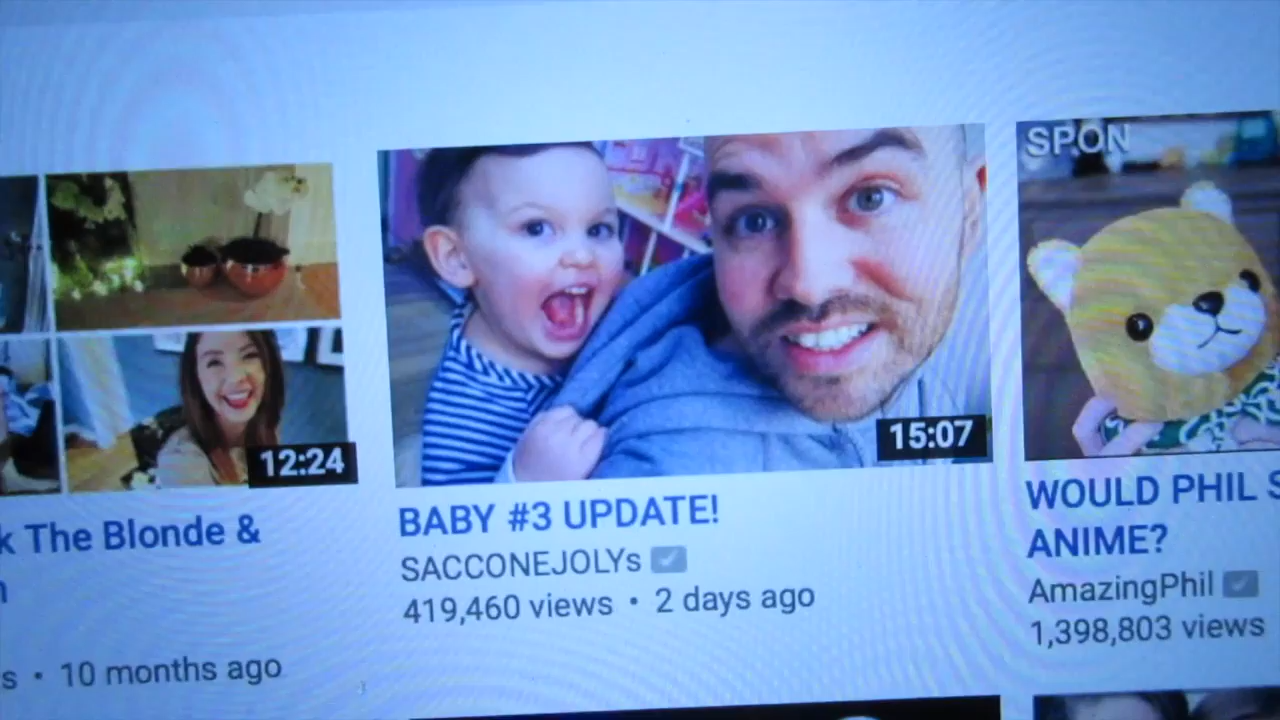 12:24
k The Blonde &
s • 10 months ago
15:07
BABY #3 UPDATE!
SACCONEJOLYs
419,460 views • 2 days ago
SPON
WOULD PHIL S
ANIME?
AmazingPhil
1,398,803 views